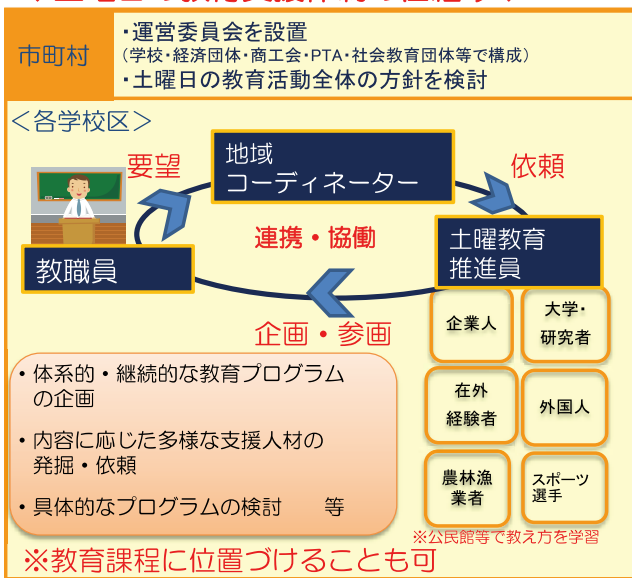 市町村
・運営委員会を設置
(学校・経済団体・商工会・PTA・社会教育団体等で構成)
・土曜日の教育活動全体の方針を検討
＜各学校区＞
要望
地域
コーディネーター
依頼
連携・協働
教職員
土曜教育
推進員
企画・参画
企業人
大学・
研究者
在外
経験者
外国人
農林漁
業者
スポーツ
選手
・体系的・継続的な教育プログラム
の企画
・内容に応じた多様な支援人材の
発掘・依頼
・具体的なプログラムの検討　等
※公民館等で教え方を学習
※教育課程に位置づけることも可